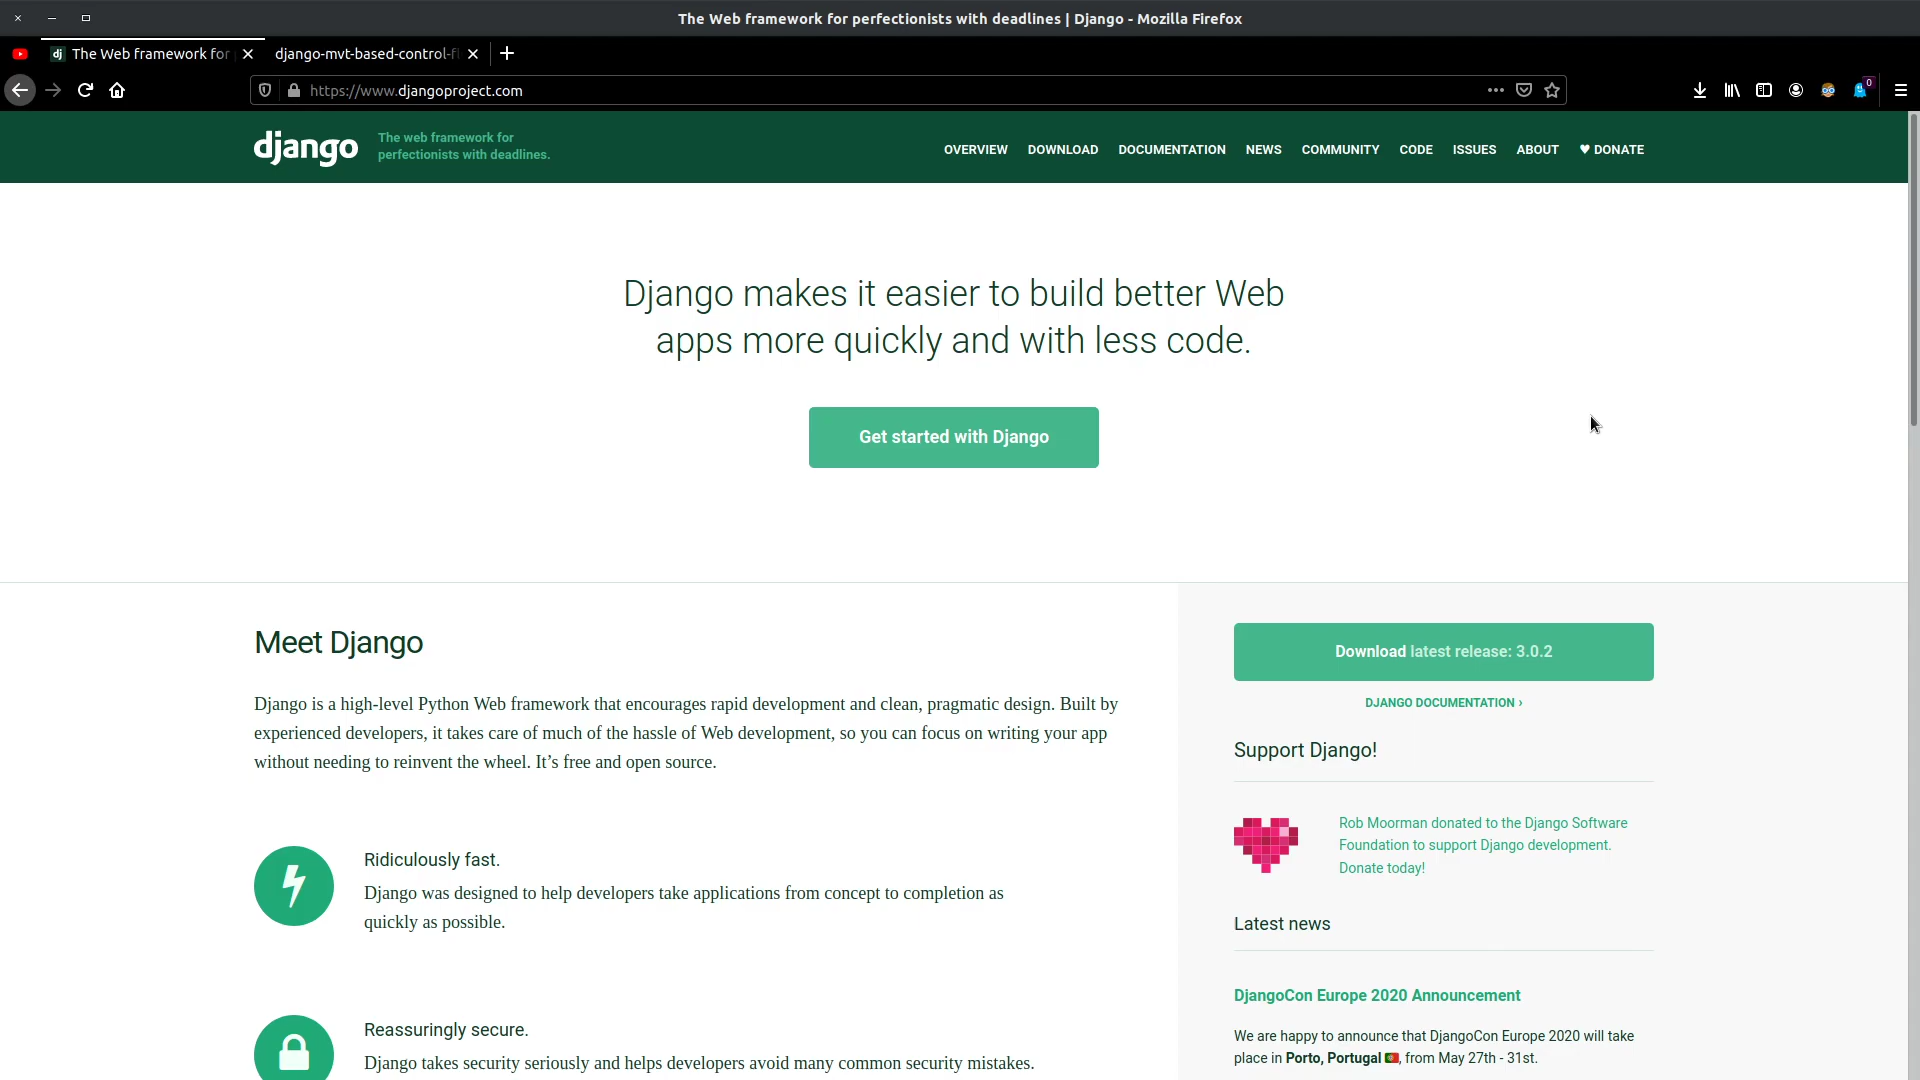 The Web framework for perfectionists with deadlines | Django - Mozilla Firefox
dj The Web framework for
django-mvt-based-control-fl
https://www.djangoproject.com
0
django
The web framework for
perfectionists with deadlines.
OVERVIEW DOWNLOAD DOCUMENTATION NEWS COMMUNITY CODE ISSUES ABOUT ♥ DONATE
Django makes it easier to build better Web
apps more quickly and with less code.
Get started with Django
Meet Django
Django is a high-level Python Web framework that encourages rapid development and clean, pragmatic design. Built by
experienced developers, it takes care of much of the hassle of Web development, so you can focus on writing your app
without needing to reinvent the wheel. It’s free and open source.
Ridiculously fast.
Django was designed to help developers take applications from concept to completion as
quickly as possible.
Reassuringly secure.
Django takes security seriously and helps developers avoid many common security mistakes.
Download latest release: 3.0.2
DJANGO DOCUMENTATION ›
Support Django!
Rob Moorman donated to the Django Software
Foundation to support Django development.
Donate today!
Latest news
DjangoCon Europe 2020 Announcement
We are happy to announce that DjangoCon Europe 2020 will take
place in Porto, Portugal 🇵🇹, from May 27th - 31st.